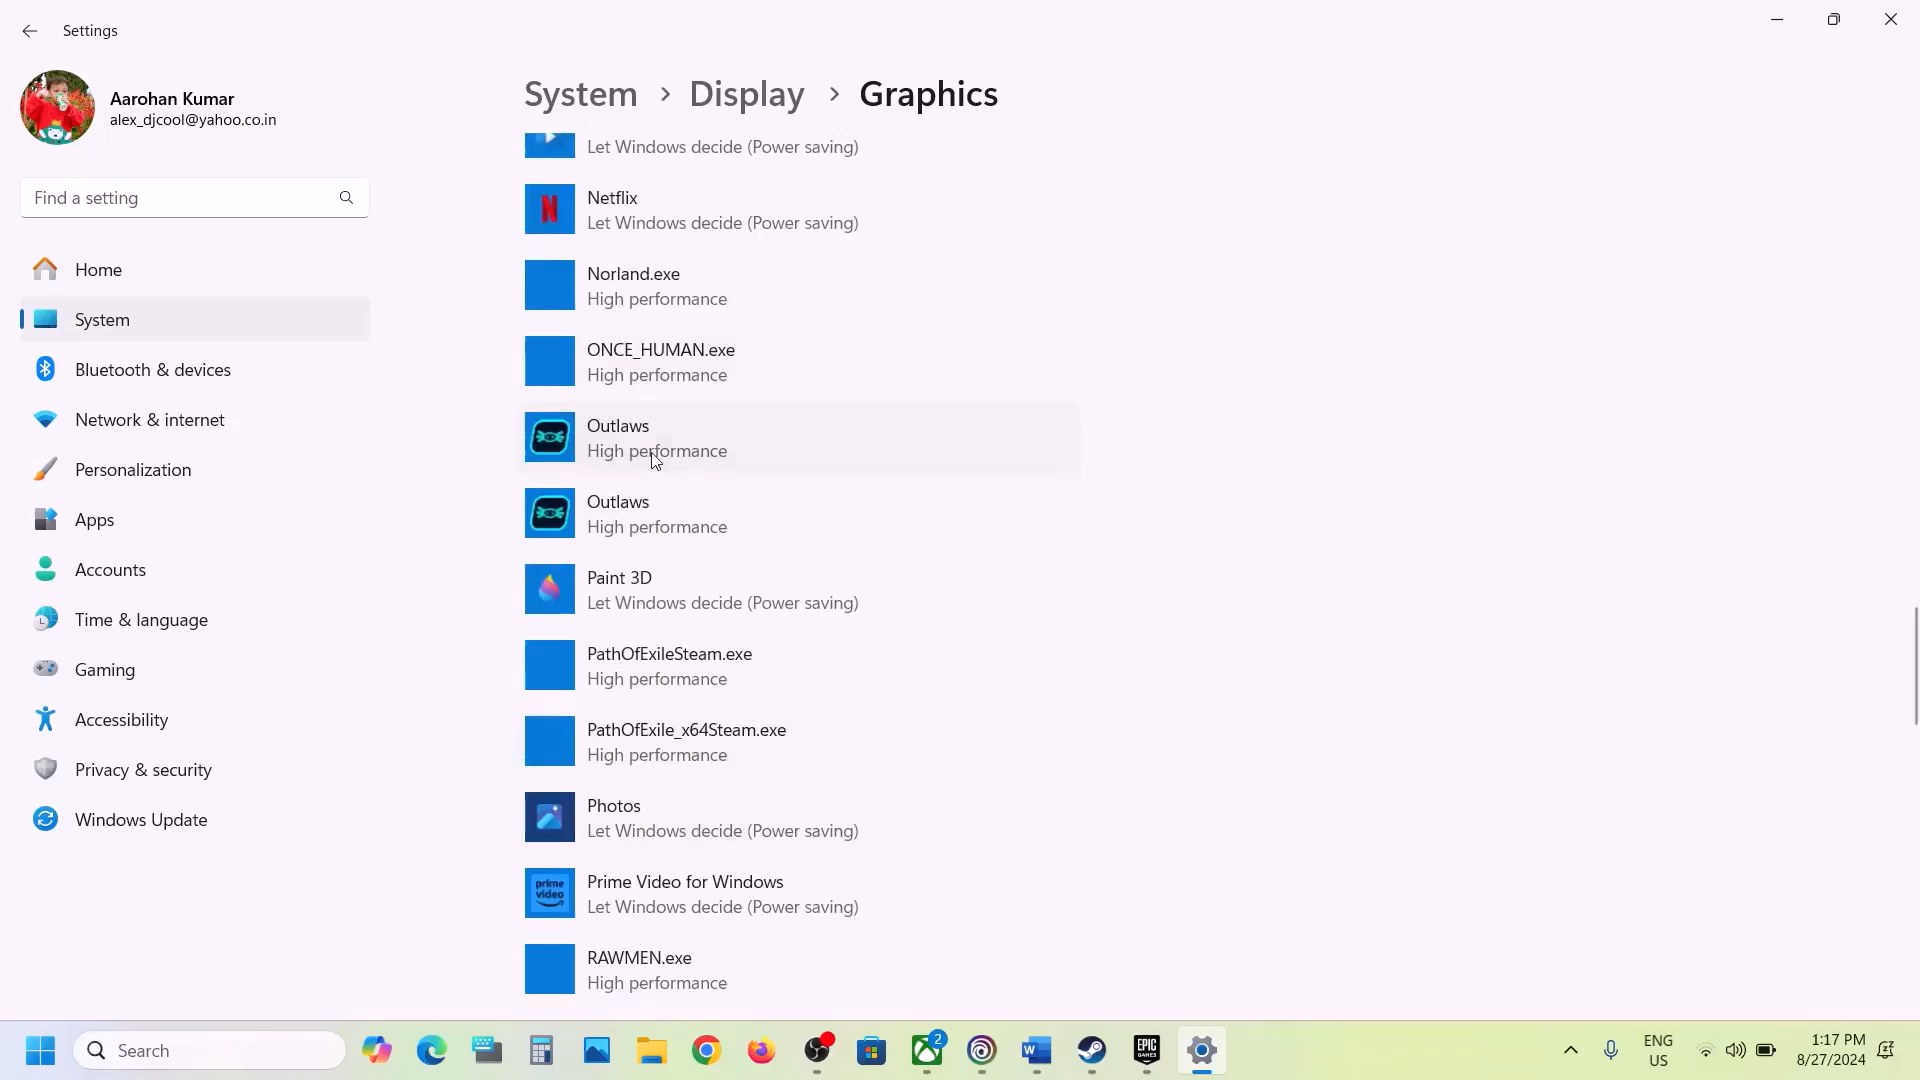 Settings
Aarohan Kumar
alex_djcool@yahoo.co.in
Find a setting
Home
System
Bluetooth & devices
Network & internet
Personalization
Apps
Accounts
Time & language
Gaming
Accessibility
Privacy & security
Windows Update
System > Display > Graphics
Let Windows decide (Power saving)
Netflix
Let Windows decide (Power saving)
Norland.exe
High performance
ONCE_HUMAN.exe
High performance
Outlaws
High performance
Outlaws
High performance
Paint 3D
Let Windows decide (Power saving)
PathOfExileSteam.exe
High performance
PathOfExile_x64Steam.exe
High performance
Photos
Let Windows decide (Power saving)
prime
video
Prime Video for Windows
Let Windows decide (Power saving)
RAWMEN.exe
High performance
Search
2
EPIC
GAMES
ENG
US
1:17 PM
8/27/2024